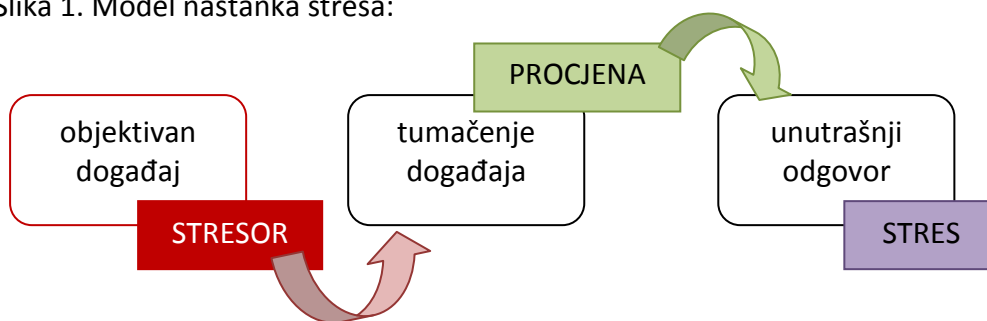 Slika 1. Model nastanka stresa:
PROCJENA
objektivan
događaj
STRESOR
tumačenje
događaja
unutrašnji
odgovor
STRES